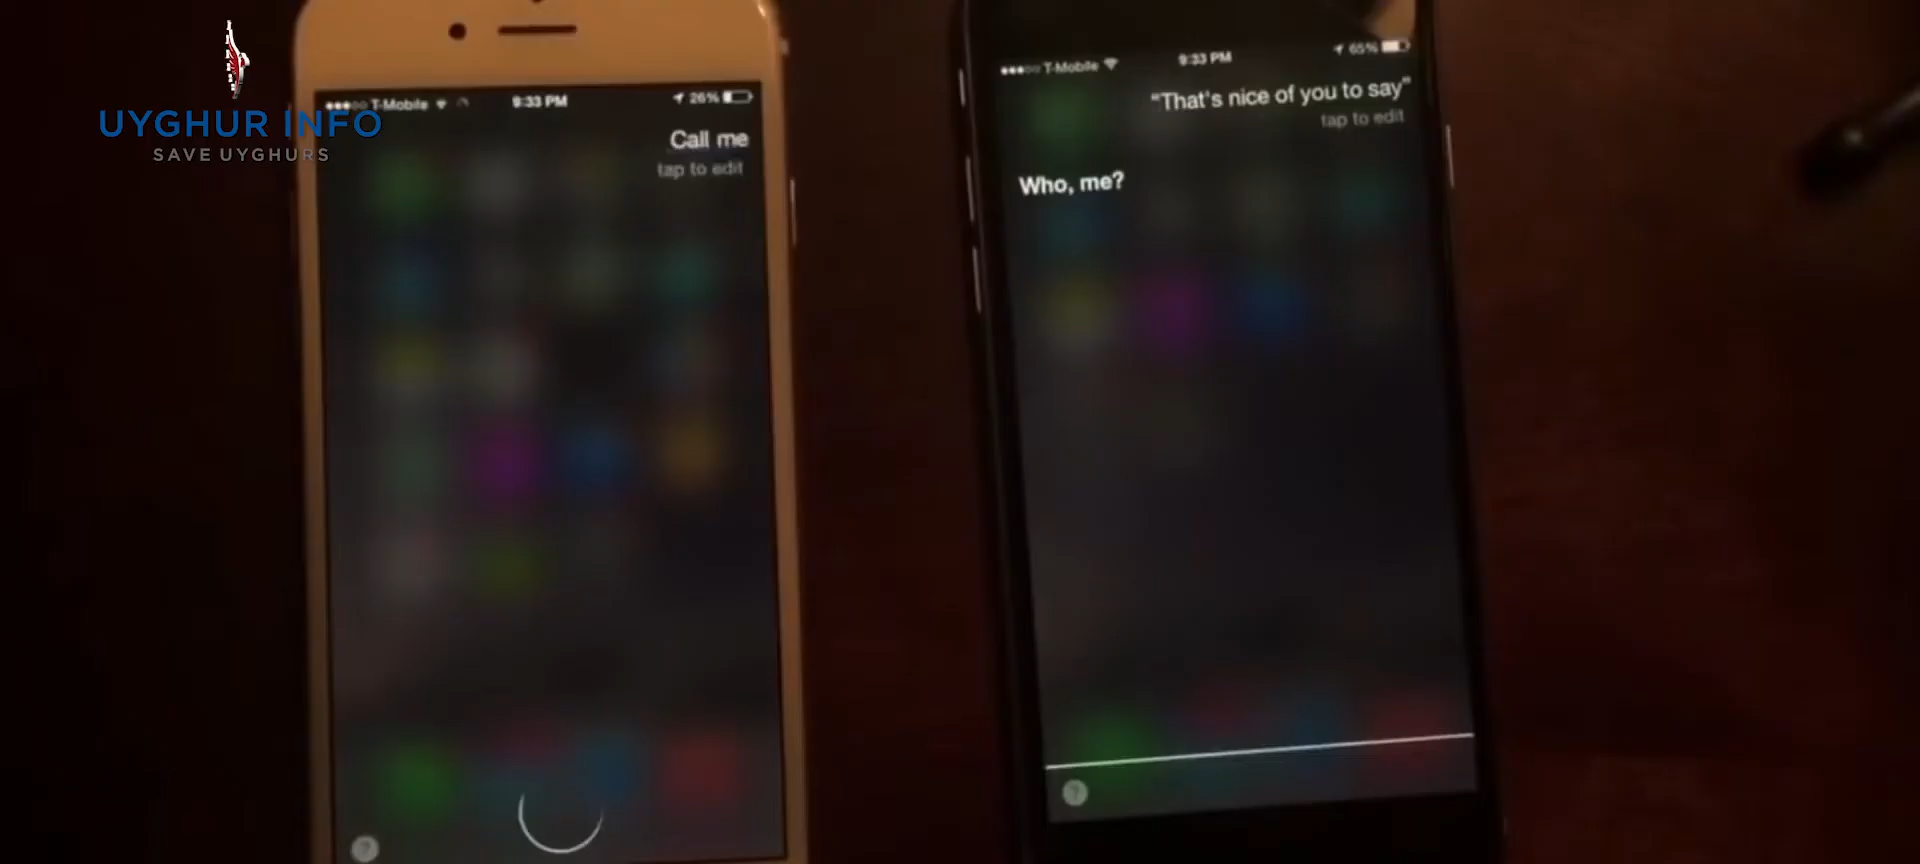 UYGHUR INFO
SAVE UYGHURS
T-Mobile
9:33 PM
26%
Call me
tap to edit
?
T-Mobile
9:33 PM
65%
"That's nice of you to say"
tap to edit
Who, me?
?